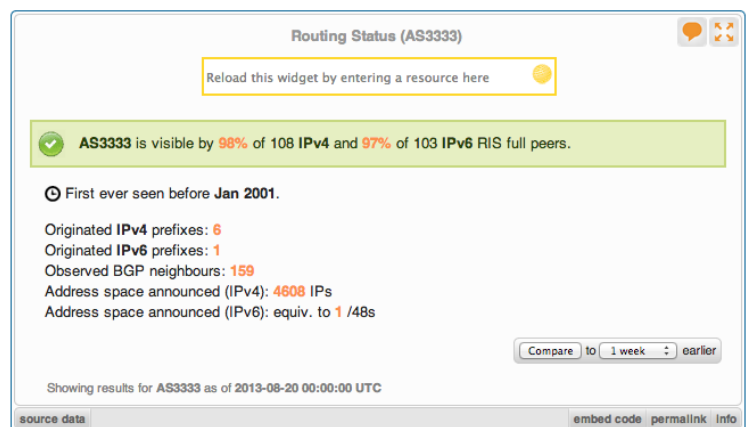 Routing Status (AS3333)
Reload this widget by entering a resource here
AS3333 is visible by 98% of 108 IPv4 and 97% of 103 IPv6 RIS full peers.
First ever seen before Jan 2001.
Originated IPv4 prefixes: 6
Originated IPv6 prefixes: 1
Observed BGP neighbours: 159
Address space announced (IPv4): 4608 IPs
Address space announced (IPv6): equiv. to 1 /48s
Compare to 1 week earlier
Showing results for AS3333 as of 2013-08-20 00:00:00 UTC
source data embed code permalink info